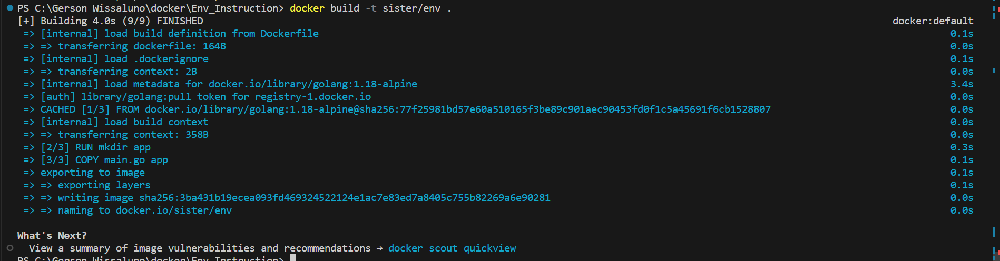 PS C:\Gerson Wissaluno\docker\Env_Instruction> docker build -t sister/env .
[+] Building 4.0s (9/9) FINISHED docker:default
=> [internal] load build definition from Dockerfile 0.1s
=> => transferring dockerfile: 164B 0.0s
=> [internal] load .dockerignore 0.1s
=> => transferring context: 2B 0.0s
=> [internal] load metadata for docker.io/library/golang:1.18-alpine 3.4s
=> [auth] library/golang:pull token for registry-1.docker.io 0.0s
=> CACHED [1/3] FROM docker.io/library/golang:1.18-alpine@sha256:77f25981bd57e60a510165f3be89c901aec90453fd0f1c5a45691f6cb1528807 0.0s
=> [internal] load build context 0.0s
=> => transferring context: 358B 0.0s
=> [2/3] RUN mkdir app 0.3s
=> [3/3] COPY main.go app 0.1s
=> exporting to image 0.1s
=> => exporting layers 0.1s
=> => writing image sha256:3ba431b19ecea093fd469324522124e1ac7e83ed7a8405c755b82269a6e90281 0.0s
=> => naming to docker.io/sister/env 0.0s
What's Next?
View a summary of image vulnerabilities and recommendations → docker scout quickview
PS C:\Gerson Wissaluno\docker\Env_Instruction>